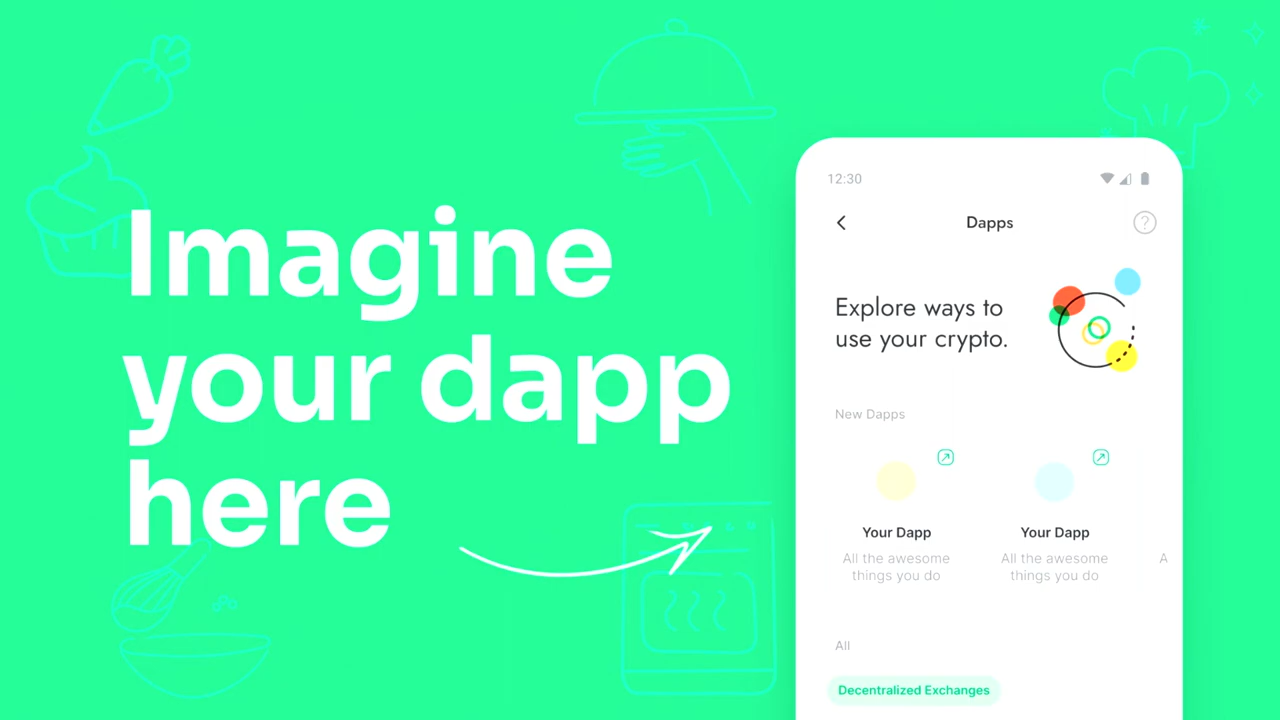 Imagine
your dapp
here
12:30
Dapps
?
Explore ways to
use your crypto.
New Dapps
Your Dapp
All the awesome
things you do
Your Dapp
All the awesome
things you do
A
All
Decentralized Exchanges